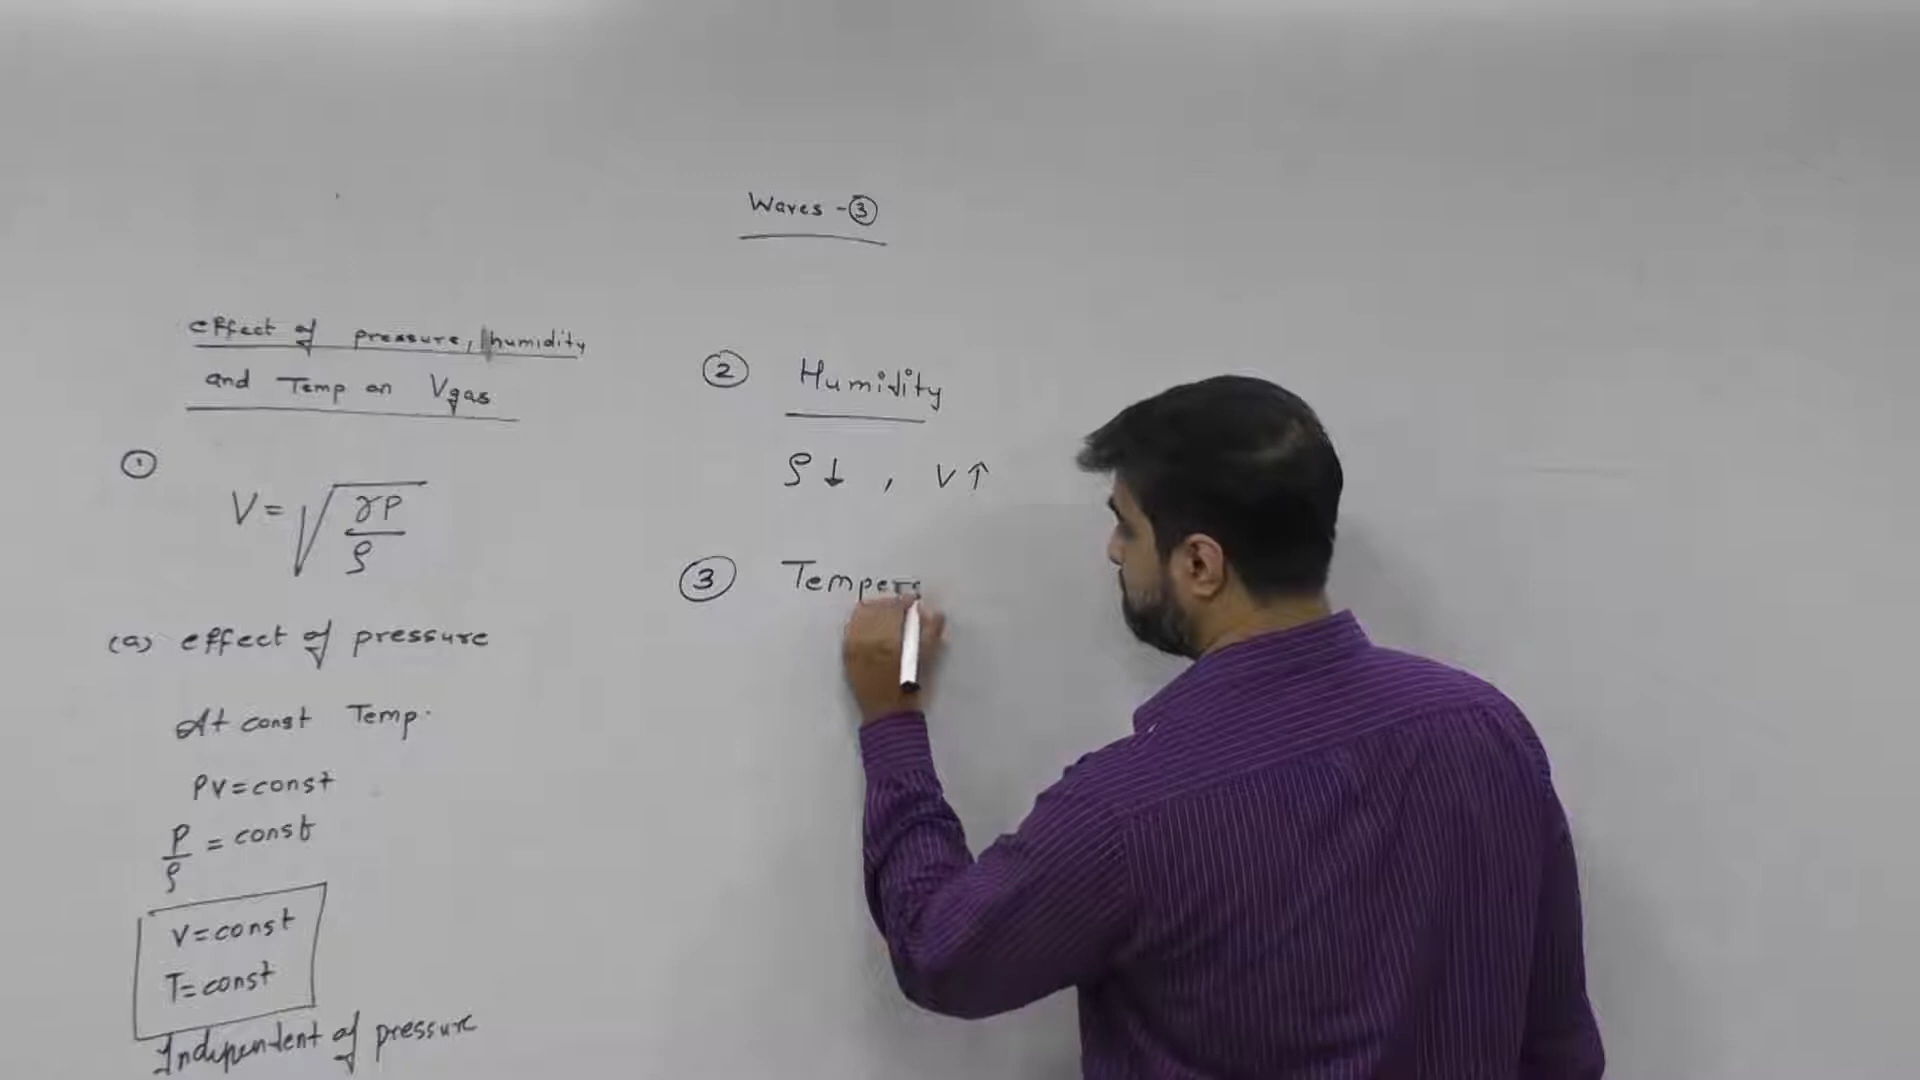 Waves - ③
effect of pressure, humidity
and Temp on Vgas
①
V = √(γP/ρ)
(a) effect of pressure
At const Temp.
PV = const
P/ρ = const
V = const
T = const
Independent of pressure
② Humidity
ρ↓ , V↑
③ Tempera